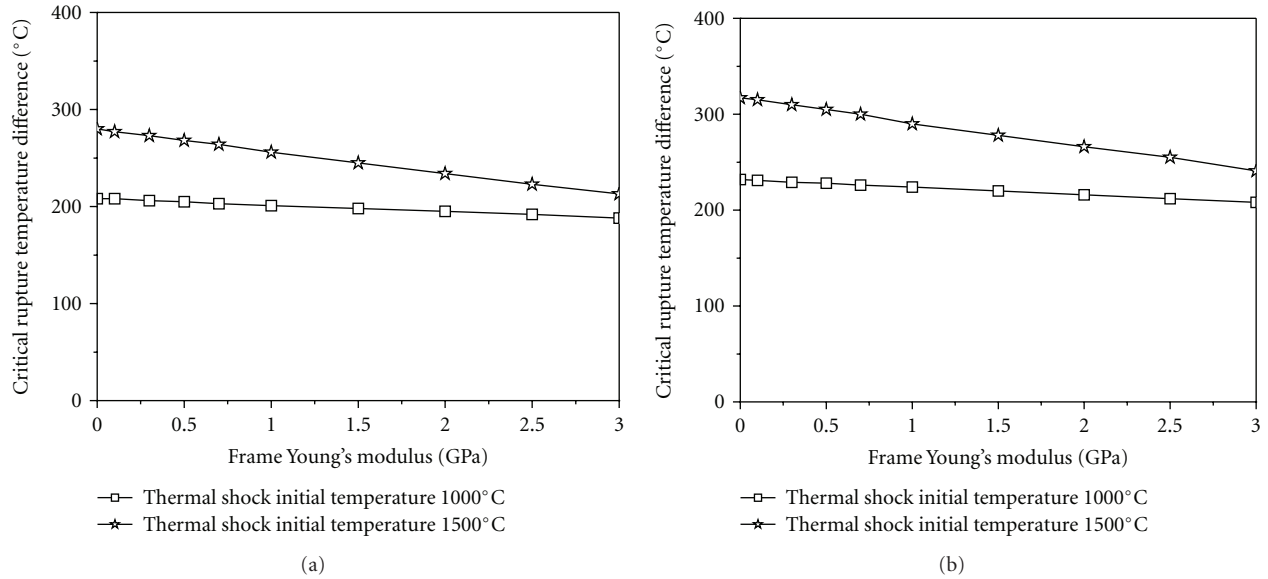 Critical rupture temperature difference (°C)
400
300
200
100
0
0 0.5 1 1.5 2 2.5 3
Frame Young's modulus (GPa)
Thermal shock initial temperature 1000°C
Thermal shock initial temperature 1500°C
(a)
Critical rupture temperature difference (°C)
400
300
200
100
0
0 0.5 1 1.5 2 2.5 3
Frame Young's modulus (GPa)
Thermal shock initial temperature 1000°C
Thermal shock initial temperature 1500°C
(b)